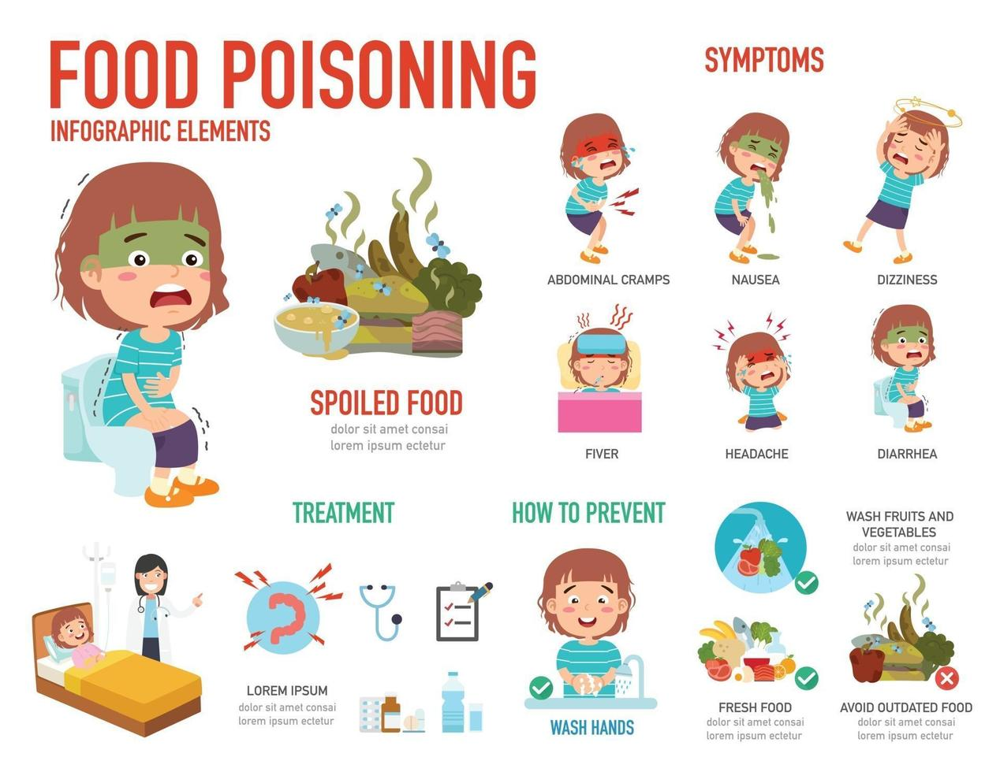 FOOD POISONING
INFOGRAPHIC ELEMENTS
SPOILED FOOD
dolor sit amet consai
lorem ipsum ectetur
SYMPTOMS
ABDOMINAL CRAMPS
NAUSEA
DIZZINESS
FIVER
HEADACHE
DIARRHEA
TREATMENT
LOREM IPSUM
dolor sit amet consai
lorem ipsum ectetur
HOW TO PREVENT
WASH HANDS
WASH FRUITS AND
VEGETABLES
dolor sit amet consai
lorem ipsum ectetur
FRESH FOOD
dolor sit amet consai
lorem ipsum ectetur
AVOID OUTDATED FOOD
dolor sit amet consai
lorem ipsum ectetur